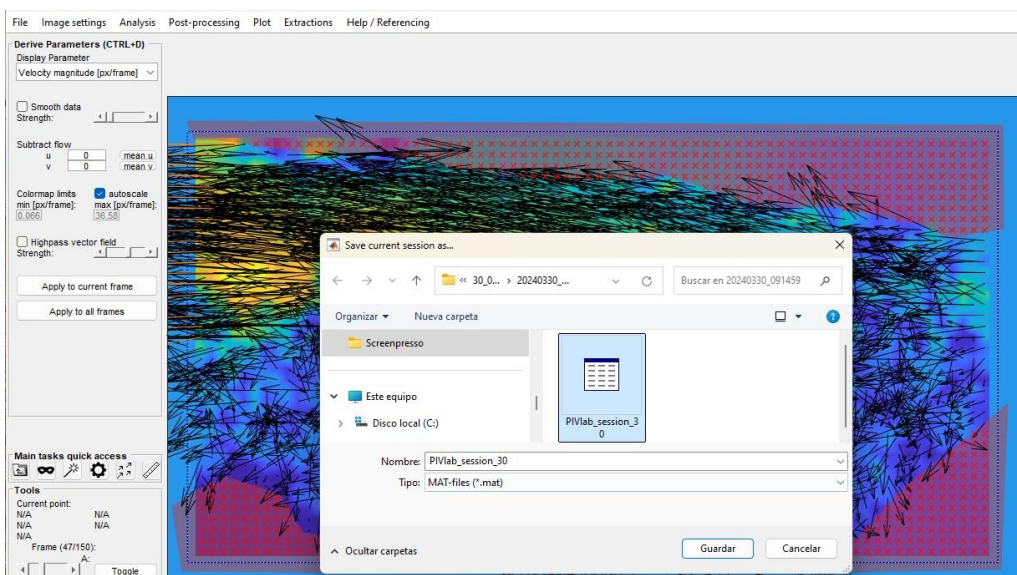 File Image settings Analysis Post-processing Plot Extractions Help / Referencing
Derive Parameters (CTRL+D)
Display Parameter
Velocity magnitude [px/frame]
Smooth data
Strength:
Subtract flow
u 0 mean u
v 0 mean v
Colormap limits autoscale
min [px/frame]: max [px/frame]:
0.066 36.58
Highpass vector field
Strength:
Apply to current frame
Apply to all frames
Main tasks quick access
Tools
Current point:
N/A N/A
N/A N/A
N/A
Frame (47/150):
A:
Toggle
Save current session as...
« 30_0... › 20240330_...
Buscar en 20240330_091459
Organizar Nueva carpeta
Screenpresso
Este equipo
Disco local (C:)
PIVlab_session_3
0
Nombre: PIVlab_session_30
Tipo: MAT-files (*.mat)
Ocultar carpetas Guardar Cancelar